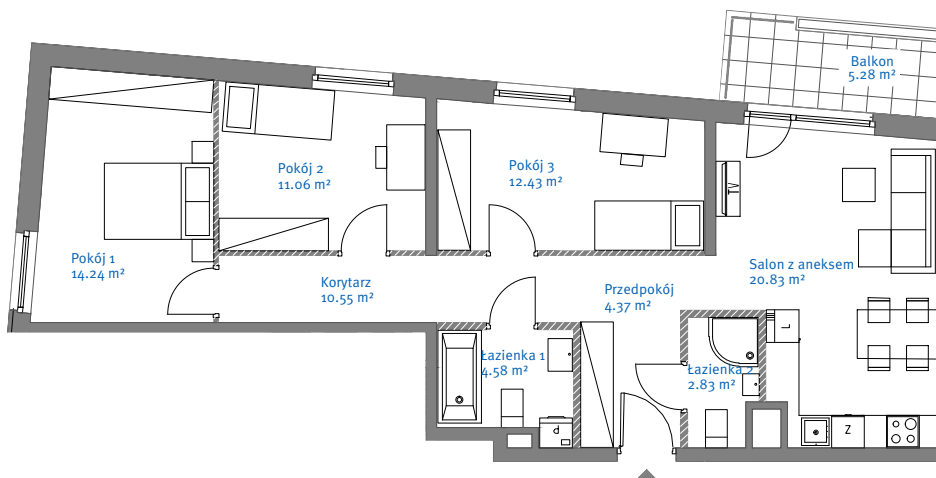 Balkon
5.28 m²
Pokój 2
11.06 m²
Pokój 3
12.43 m²
TV
Pokój 1
14.24 m²
Korytarz
10.55 m²
Przedpokój
4.37 m²
Salon z aneksem
20.83 m²
L
Łazienka 1
4.58 m²
Łazienka 2
2.83 m²
P
Z